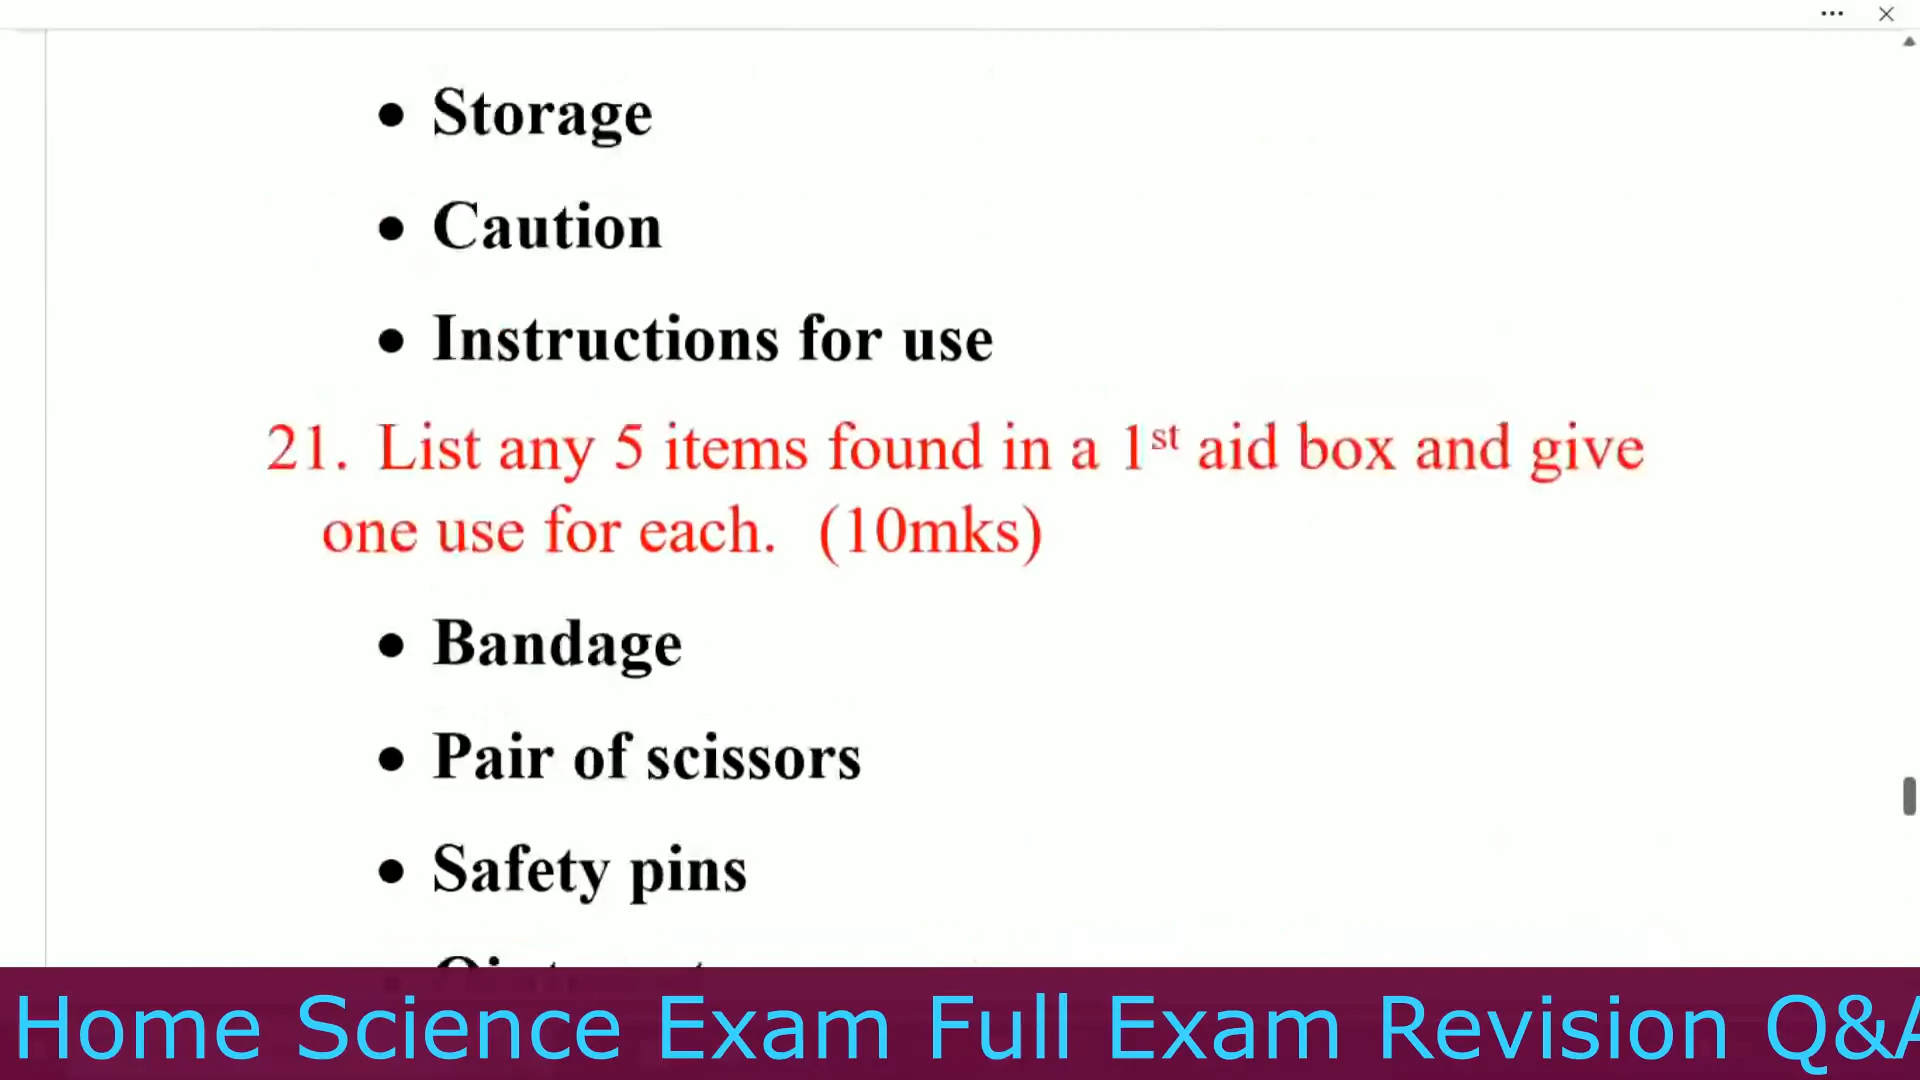 • Storage
• Caution
• Instructions for use
21. List any 5 items found in a 1st aid box and give
one use for each. (10mks)
• Bandage
• Pair of scissors
• Safety pins
Home Science Exam Full Exam Revision Q&A